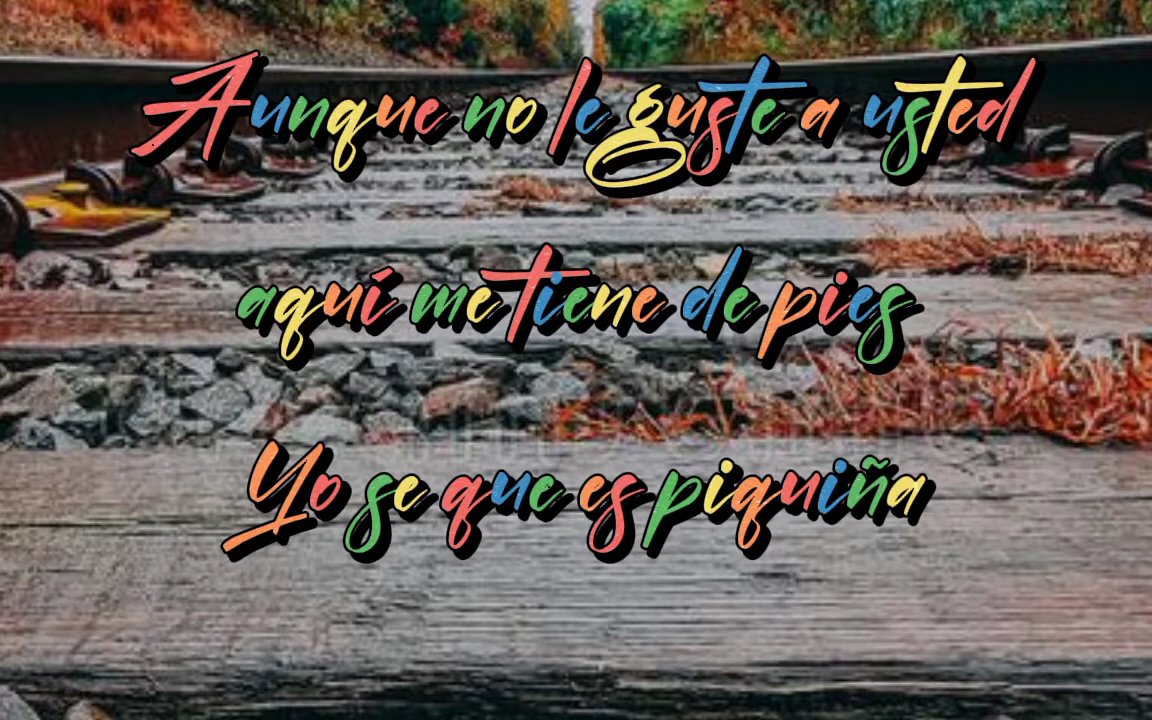 Aunque no le guste a usted
aquí me tiene de pies
Yo se que es piquiña